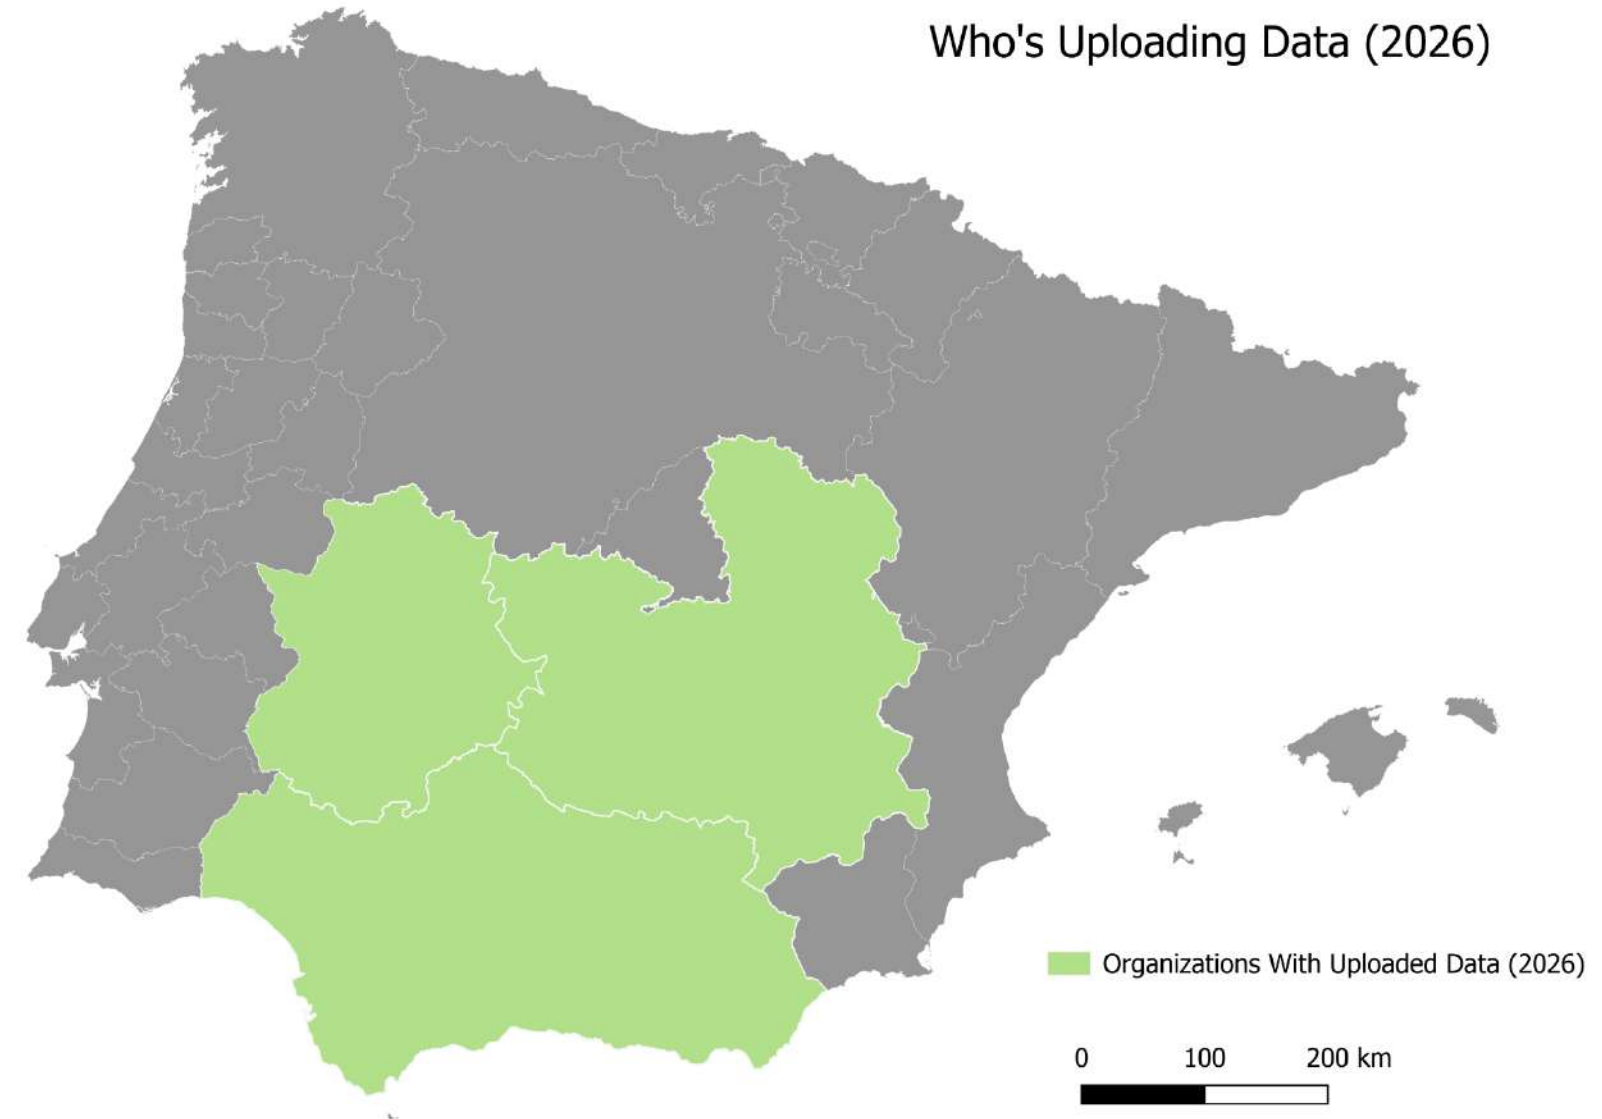 Who's Uploading Data (2026)
Organizations With Uploaded Data (2026)
0 100 200 km